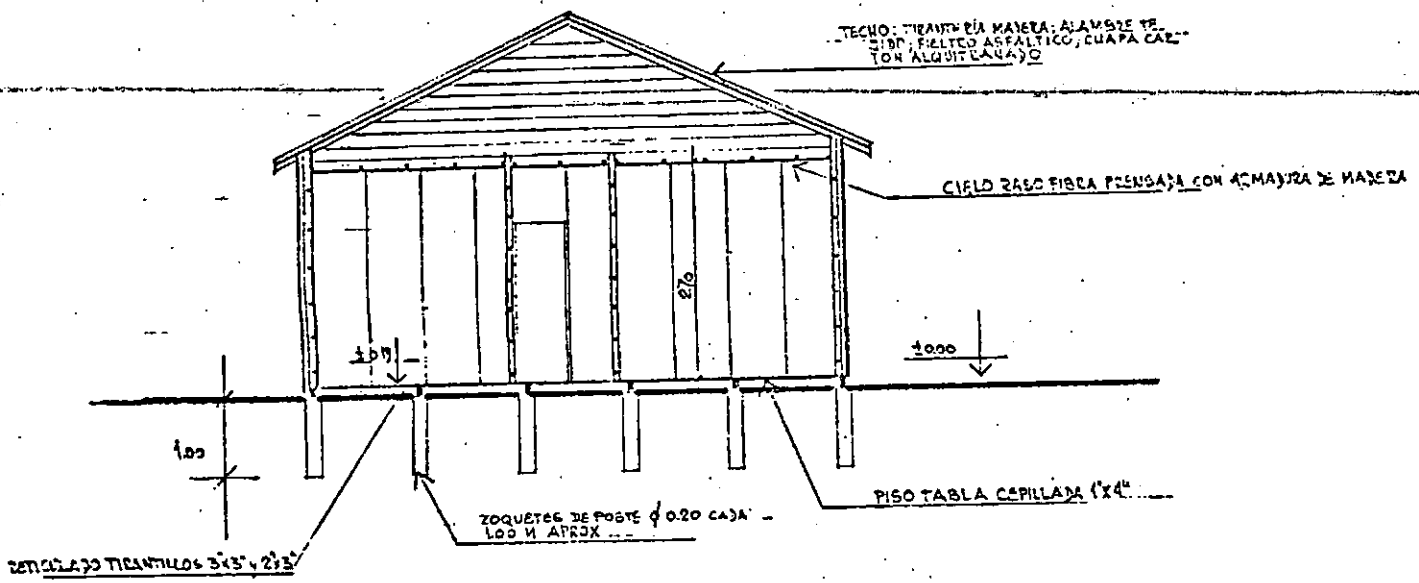 TECHO: TIRANTERÍA MADERA; ALAMBRE TE-
JIDO; FIELTRO ASFALTICO; CHAPA CAR-
TON ALQUITRANADO
CIELO RASO FIBRA PRENSADA CON ARMADURA DE MADERA
2.70
±0.00
1.00
PISO TABLA CEPILLADA 1"x4"
ZOQUETES DE POSTE ϕ 0.20 CADA
1.00 M APROX
RETICULADO TIRANTILLOS 3"x3" y 2"x3"